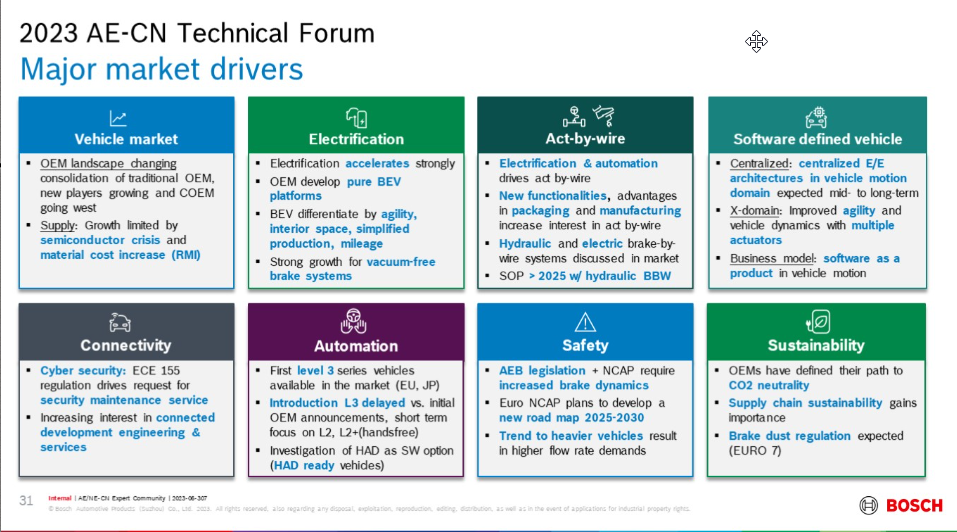 2023 AE-CN Technical Forum
Major market drivers
Vehicle market
▪ OEM landscape changing
consolidation of traditional OEM,
new players growing and COEM
going west
▪ Supply: Growth limited by
semiconductor crisis and
material cost increase (RMI)
Electrification
▪ Electrification accelerates strongly
▪ OEM develop pure BEV
platforms
▪ BEV differentiate by agility,
interior space, simplified
production, mileage
▪ Strong growth for vacuum-free
brake systems
Act-by-wire
▪ Electrification & automation
drives act by-wire
▪ New functionalities, advantages
in packaging and manufacturing
increase interest in act by-wire
▪ Hydraulic and electric brake-by-
wire systems discussed in market
▪ SOP > 2025 w/ hydraulic BBW
Software defined vehicle
▪ Centralized: centralized E/E
architectures in vehicle motion
domain expected mid- to long-term
▪ X-domain: Improved agility and
vehicle dynamics with multiple
actuators
▪ Business model: software as a
product in vehicle motion
Connectivity
▪ Cyber security: ECE 155
regulation drives request for
security maintenance service
▪ Increasing interest in connected
development engineering &
services
Automation
▪ First level 3 series vehicles
available in the market (EU, JP)
▪ Introduction L3 delayed vs. initial
OEM announcements, short term
focus on L2, L2+(handsfree)
▪ Investigation of HAD as SW option
(HAD ready vehicles)
Safety
▪ AEB legislation + NCAP require
increased brake dynamics
▪ Euro NCAP plans to develop a
new road map 2025-2030
▪ Trend to heavier vehicles result
in higher flow rate demands
Sustainability
▪ OEMs have defined their path to
CO2 neutrality
▪ Supply chain sustainability gains
importance
▪ Brake dust regulation expected
(EURO 7)
31
Internal | AE/NE-CN Expert Community | 2023-06-307
© Bosch Automotive Products (Suzhou) Co., Ltd. 2023. All rights reserved, also regarding any disposal, exploitation, reproduction, editing, distribution, as well as in the event of applications for industrial property rights.
BOSCH